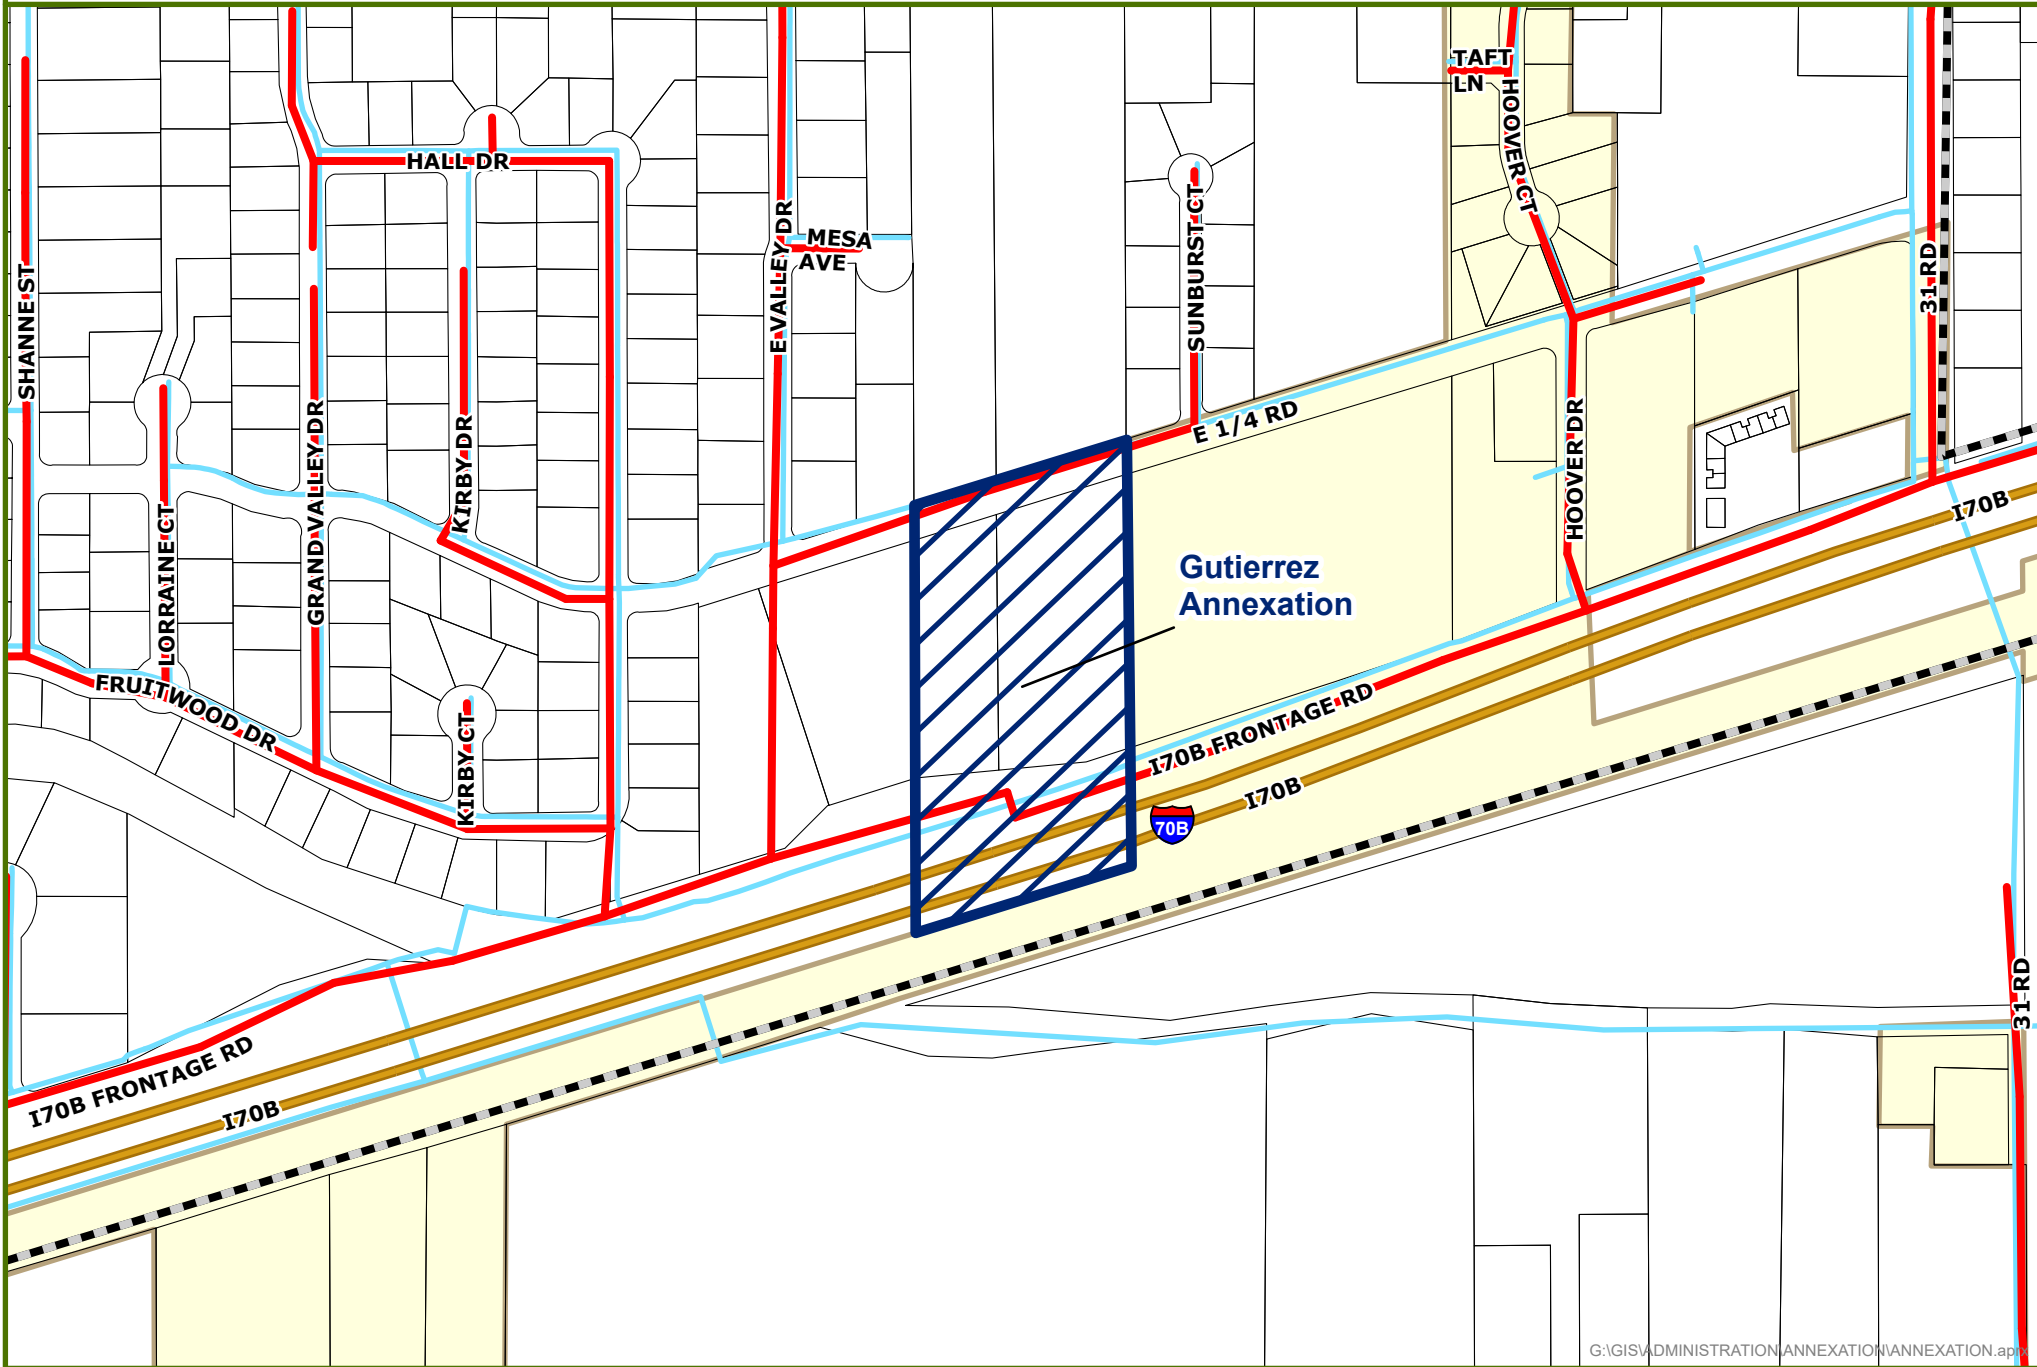 TAFT
LN
HOOVER CT
HALL DR
MESA
AVE
E VALLEY DR
SUNBURST CT
31 RD
SHANNE ST
GRAND VALLEY DR
KIRBY DR
E 1/4 RD
HOOVER DR
I70B
LORRAINE CT
Gutierrez
Annexation
FRUITWOOD DR
KIRBY CT
I70B FRONTAGE RD
I70B
70B
31 RD
I70B FRONTAGE RD
I70B
G:\GIS\ADMINISTRATION\ANNEXATION\ANNEXATION.aprx